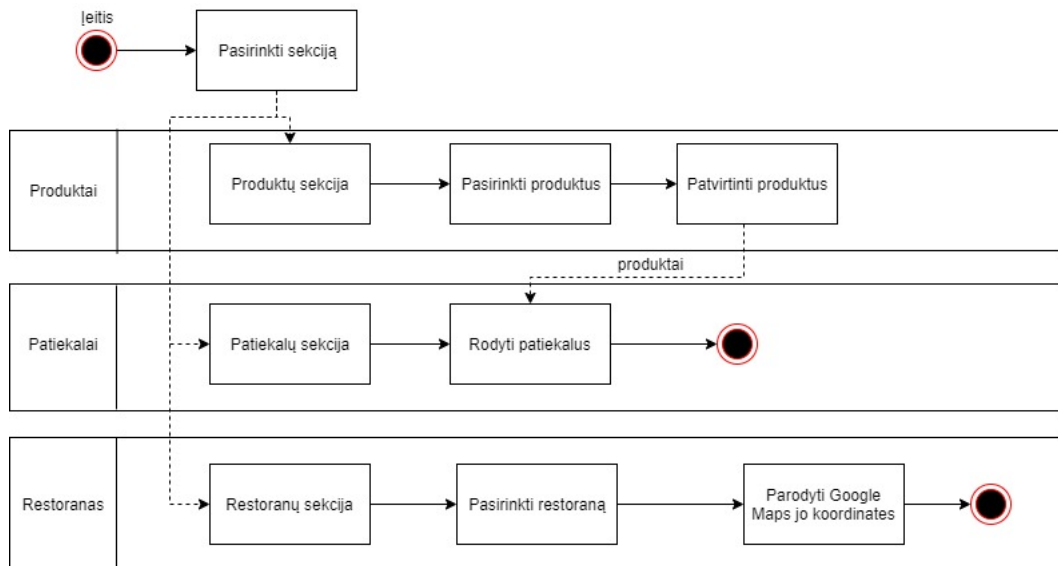 Įeitis
Pasirinkti sekciją
Produktai
Produktų sekcija
Pasirinkti produktus
Patvirtinti produktus
produktai
Patiekalai
Patiekalų sekcija
Rodyti patiekalus
Restoranas
Restoranų sekcija
Pasirinkti restoraną
Parodyti Google
Maps jo koordinates